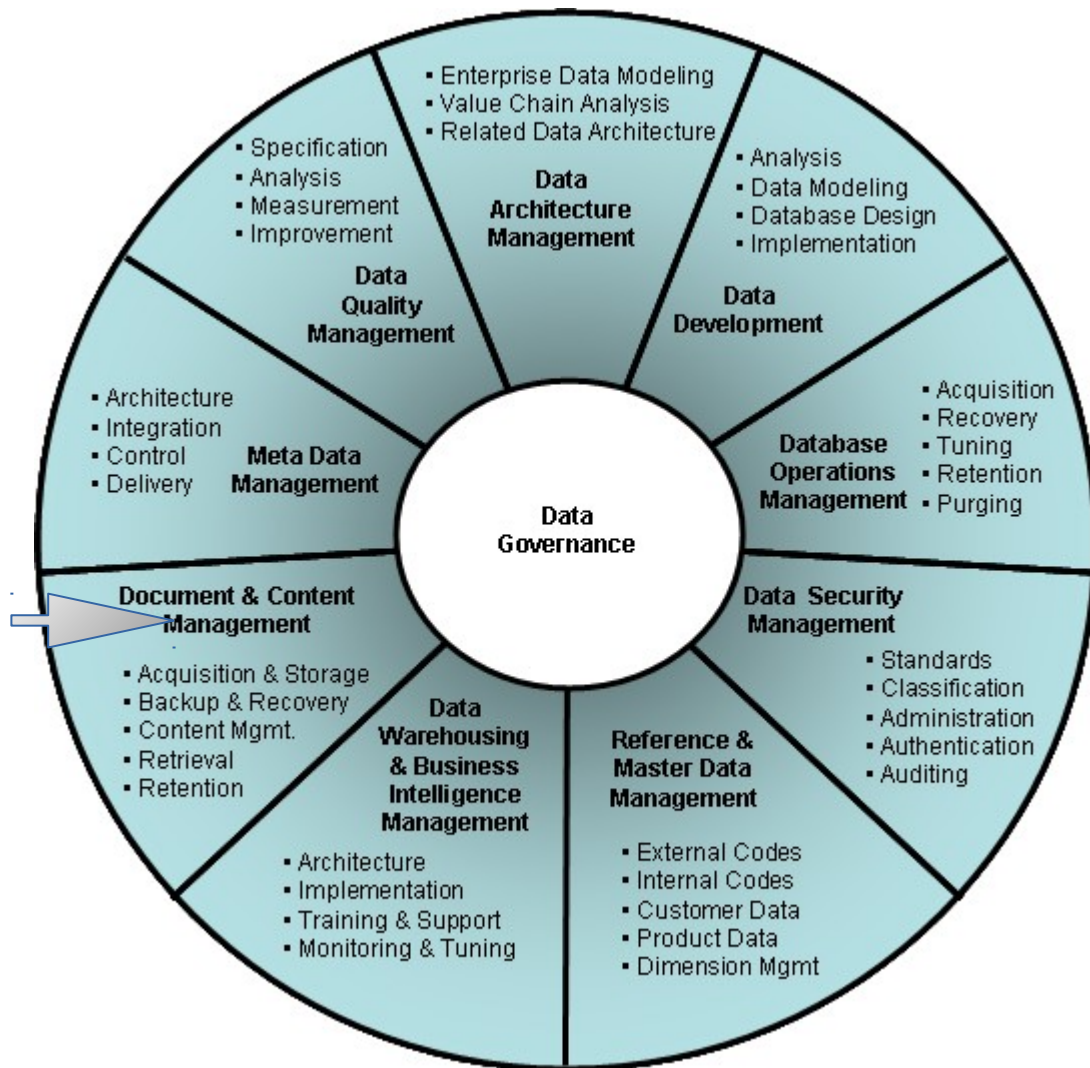 ▪ Enterprise Data Modeling
▪ Value Chain Analysis
▪ Related Data Architecture
Data
Architecture
Management
▪ Analysis
▪ Data Modeling
▪ Database Design
▪ Implementation
Data
Development
▪ Acquisition
▪ Recovery
▪ Tuning
▪ Retention
▪ Purging
Database
Operations
Management
Data Security
Management
▪ Standards
▪ Classification
▪ Administration
▪ Authentication
▪ Auditing
Reference &
Master Data
Management
▪ External Codes
▪ Internal Codes
▪ Customer Data
▪ Product Data
▪ Dimension Mgmt
Data
Warehousing
& Business
Intelligence
Management
▪ Architecture
▪ Implementation
▪ Training & Support
▪ Monitoring & Tuning
Document & Content
Management
▪ Acquisition & Storage
▪ Backup & Recovery
▪ Content Mgmt.
▪ Retrieval
▪ Retention
▪ Architecture
▪ Integration
▪ Control
▪ Delivery
Meta Data
Management
▪ Specification
▪ Analysis
▪ Measurement
▪ Improvement
Data
Quality
Management
Data
Governance